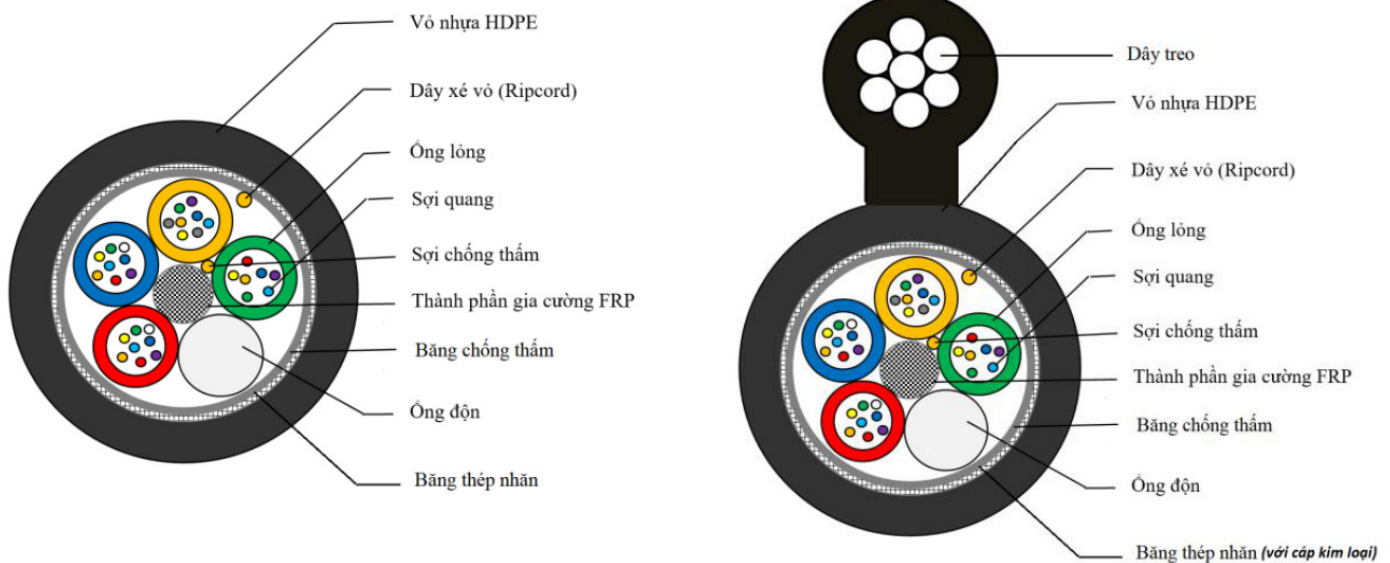 Vỏ nhựa HDPE
Dây xé vỏ (Ripcord)
Ống lỏng
Sợi quang
Sợi chống thấm
Thành phần gia cường FRP
Băng chống thấm
Ống độn
Băng thép nhăn
Dây treo
Vỏ nhựa HDPE
Dây xé vỏ (Ripcord)
Ống lỏng
Sợi quang
Sợi chống thấm
Thành phần gia cường FRP
Băng chống thấm
Ống độn
Băng thép nhăn (với cáp kim loại)